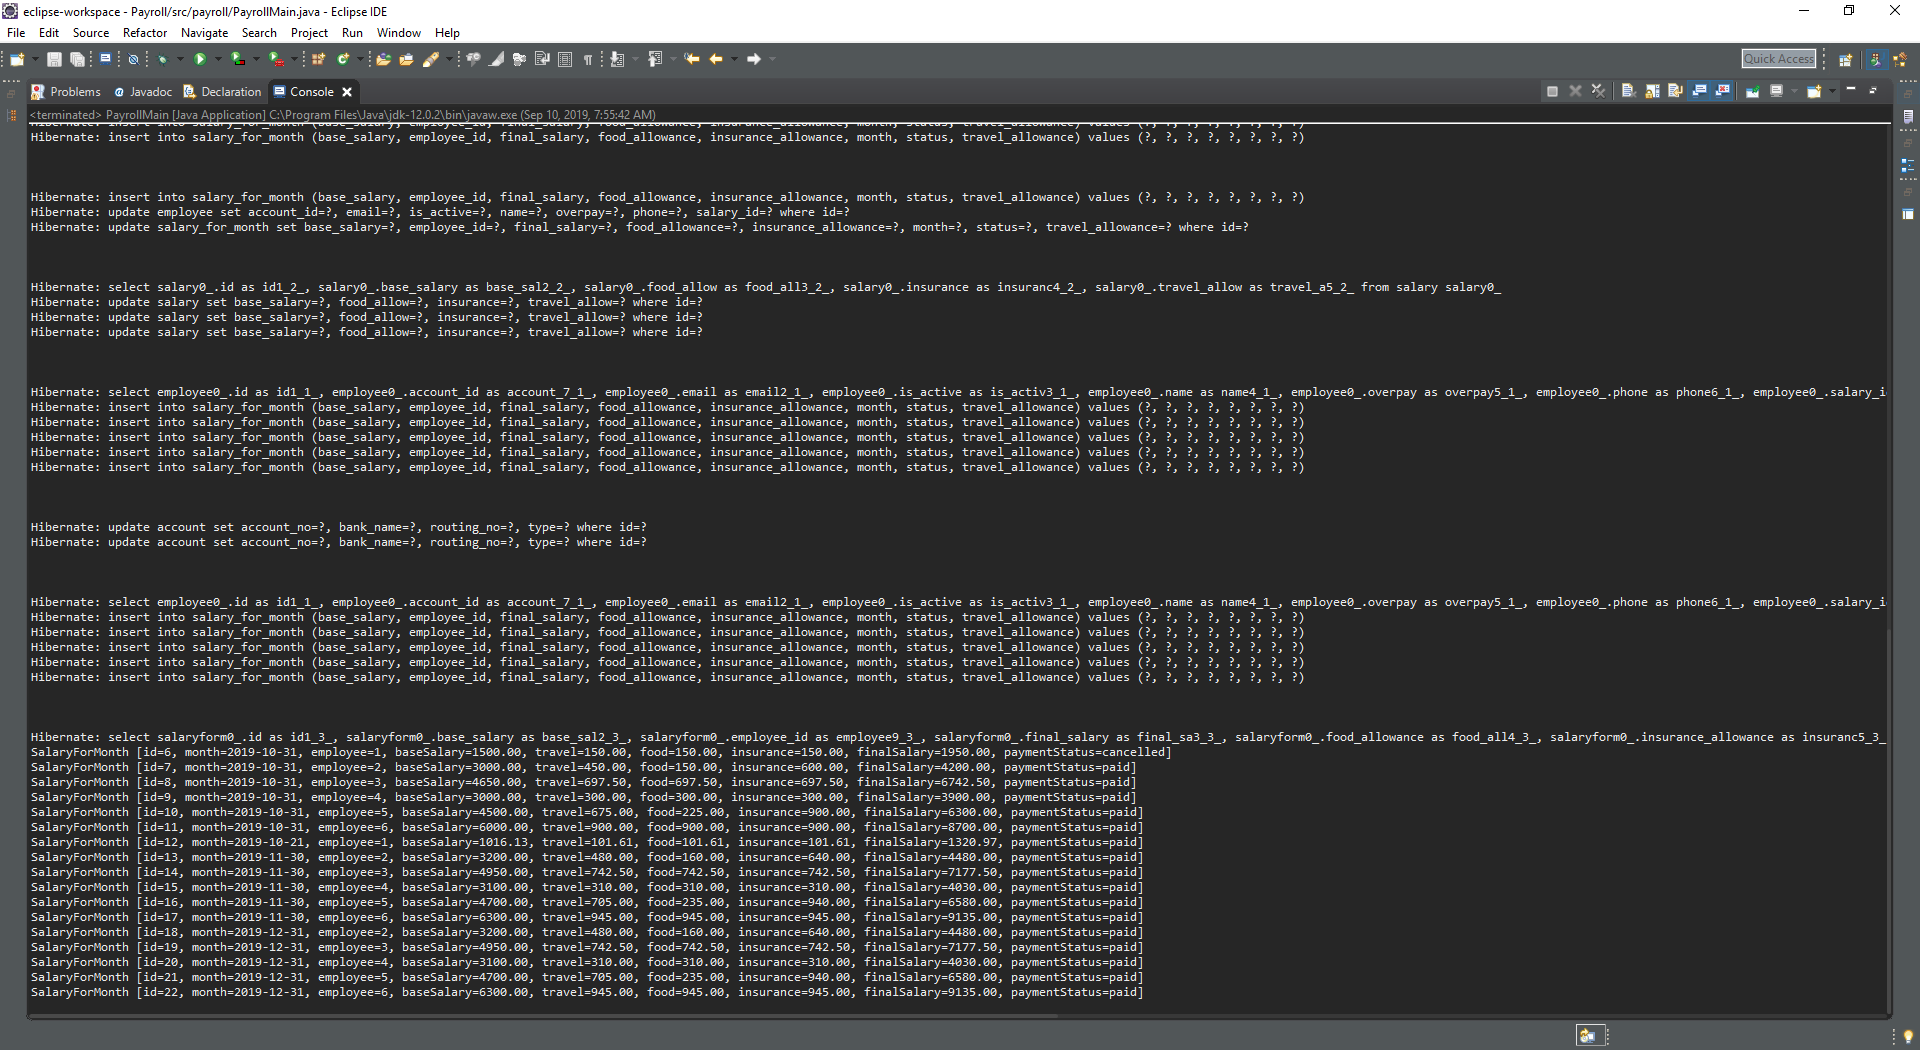 eclipse-workspace - Payroll/src/payroll/PayrollMain.java - Eclipse IDE
File Edit Source Refactor Navigate Search Project Run Window Help
Quick Access
Problems @ Javadoc Declaration Console
<terminated> PayrollMain [Java Application] C:\Program Files\Java\jdk-12.0.2\bin\javaw.exe (Sep 10, 2019, 7:55:42 AM)
Hibernate: insert into salary_for_month (base_salary, employee_id, final_salary, food_allowance, insurance_allowance, month, status, travel_allowance) values (?, ?, ?, ?, ?, ?, ?, ?)
Hibernate: insert into salary_for_month (base_salary, employee_id, final_salary, food_allowance, insurance_allowance, month, status, travel_allowance) values (?, ?, ?, ?, ?, ?, ?, ?)
Hibernate: insert into salary_for_month (base_salary, employee_id, final_salary, food_allowance, insurance_allowance, month, status, travel_allowance) values (?, ?, ?, ?, ?, ?, ?, ?)
Hibernate: update employee set account_id=?, email=?, is_active=?, name=?, overpay=?, phone=?, salary_id=? where id=?
Hibernate: update salary_for_month set base_salary=?, employee_id=?, final_salary=?, food_allowance=?, insurance_allowance=?, month=?, status=?, travel_allowance=? where id=?
Hibernate: select salary0_.id as id1_2_, salary0_.base_salary as base_sal2_2_, salary0_.food_allow as food_all3_2_, salary0_.insurance as insuranc4_2_, salary0_.travel_allow as travel_a5_2_ from salary salary0_
Hibernate: update salary set base_salary=?, food_allow=?, insurance=?, travel_allow=? where id=?
Hibernate: update salary set base_salary=?, food_allow=?, insurance=?, travel_allow=? where id=?
Hibernate: update salary set base_salary=?, food_allow=?, insurance=?, travel_allow=? where id=?
Hibernate: select employee0_.id as id1_1_, employee0_.account_id as account_7_1_, employee0_.email as email2_1_, employee0_.is_active as is_activ3_1_, employee0_.name as name4_1_, employee0_.overpay as overpay5_1_, employee0_.phone as phone6_1_, employee0_.salary_i
Hibernate: insert into salary_for_month (base_salary, employee_id, final_salary, food_allowance, insurance_allowance, month, status, travel_allowance) values (?, ?, ?, ?, ?, ?, ?, ?)
Hibernate: insert into salary_for_month (base_salary, employee_id, final_salary, food_allowance, insurance_allowance, month, status, travel_allowance) values (?, ?, ?, ?, ?, ?, ?, ?)
Hibernate: insert into salary_for_month (base_salary, employee_id, final_salary, food_allowance, insurance_allowance, month, status, travel_allowance) values (?, ?, ?, ?, ?, ?, ?, ?)
Hibernate: insert into salary_for_month (base_salary, employee_id, final_salary, food_allowance, insurance_allowance, month, status, travel_allowance) values (?, ?, ?, ?, ?, ?, ?, ?)
Hibernate: insert into salary_for_month (base_salary, employee_id, final_salary, food_allowance, insurance_allowance, month, status, travel_allowance) values (?, ?, ?, ?, ?, ?, ?, ?)
Hibernate: update account set account_no=?, bank_name=?, routing_no=?, type=? where id=?
Hibernate: update account set account_no=?, bank_name=?, routing_no=?, type=? where id=?
Hibernate: select employee0_.id as id1_1_, employee0_.account_id as account_7_1_, employee0_.email as email2_1_, employee0_.is_active as is_activ3_1_, employee0_.name as name4_1_, employee0_.overpay as overpay5_1_, employee0_.phone as phone6_1_, employee0_.salary_i
Hibernate: insert into salary_for_month (base_salary, employee_id, final_salary, food_allowance, insurance_allowance, month, status, travel_allowance) values (?, ?, ?, ?, ?, ?, ?, ?)
Hibernate: insert into salary_for_month (base_salary, employee_id, final_salary, food_allowance, insurance_allowance, month, status, travel_allowance) values (?, ?, ?, ?, ?, ?, ?, ?)
Hibernate: insert into salary_for_month (base_salary, employee_id, final_salary, food_allowance, insurance_allowance, month, status, travel_allowance) values (?, ?, ?, ?, ?, ?, ?, ?)
Hibernate: insert into salary_for_month (base_salary, employee_id, final_salary, food_allowance, insurance_allowance, month, status, travel_allowance) values (?, ?, ?, ?, ?, ?, ?, ?)
Hibernate: insert into salary_for_month (base_salary, employee_id, final_salary, food_allowance, insurance_allowance, month, status, travel_allowance) values (?, ?, ?, ?, ?, ?, ?, ?)
Hibernate: select salaryform0_.id as id1_3_, salaryform0_.base_salary as base_sal2_3_, salaryform0_.employee_id as employee9_3_, salaryform0_.final_salary as final_sa3_3_, salaryform0_.food_allowance as food_all4_3_, salaryform0_.insurance_allowance as insuranc5_3_
SalaryForMonth [id=6, month=2019-10-31, employee=1, baseSalary=1500.00, travel=150.00, food=150.00, insurance=150.00, finalSalary=1950.00, paymentStatus=cancelled]
SalaryForMonth [id=7, month=2019-10-31, employee=2, baseSalary=3000.00, travel=450.00, food=150.00, insurance=600.00, finalSalary=4200.00, paymentStatus=paid]
SalaryForMonth [id=8, month=2019-10-31, employee=3, baseSalary=4650.00, travel=697.50, food=697.50, insurance=697.50, finalSalary=6742.50, paymentStatus=paid]
SalaryForMonth [id=9, month=2019-10-31, employee=4, baseSalary=3000.00, travel=300.00, food=300.00, insurance=300.00, finalSalary=3900.00, paymentStatus=paid]
SalaryForMonth [id=10, month=2019-10-31, employee=5, baseSalary=4500.00, travel=675.00, food=225.00, insurance=900.00, finalSalary=6300.00, paymentStatus=paid]
SalaryForMonth [id=11, month=2019-10-31, employee=6, baseSalary=6000.00, travel=900.00, food=900.00, insurance=900.00, finalSalary=8700.00, paymentStatus=paid]
SalaryForMonth [id=12, month=2019-10-21, employee=1, baseSalary=1016.13, travel=101.61, food=101.61, insurance=101.61, finalSalary=1320.97, paymentStatus=paid]
SalaryForMonth [id=13, month=2019-11-30, employee=2, baseSalary=3200.00, travel=480.00, food=160.00, insurance=640.00, finalSalary=4480.00, paymentStatus=paid]
SalaryForMonth [id=14, month=2019-11-30, employee=3, baseSalary=4950.00, travel=742.50, food=742.50, insurance=742.50, finalSalary=7177.50, paymentStatus=paid]
SalaryForMonth [id=15, month=2019-11-30, employee=4, baseSalary=3100.00, travel=310.00, food=310.00, insurance=310.00, finalSalary=4030.00, paymentStatus=paid]
SalaryForMonth [id=16, month=2019-11-30, employee=5, baseSalary=4700.00, travel=705.00, food=235.00, insurance=940.00, finalSalary=6580.00, paymentStatus=paid]
SalaryForMonth [id=17, month=2019-11-30, employee=6, baseSalary=6300.00, travel=945.00, food=945.00, insurance=945.00, finalSalary=9135.00, paymentStatus=paid]
SalaryForMonth [id=18, month=2019-12-31, employee=2, baseSalary=3200.00, travel=480.00, food=160.00, insurance=640.00, finalSalary=4480.00, paymentStatus=paid]
SalaryForMonth [id=19, month=2019-12-31, employee=3, baseSalary=4950.00, travel=742.50, food=742.50, insurance=742.50, finalSalary=7177.50, paymentStatus=paid]
SalaryForMonth [id=20, month=2019-12-31, employee=4, baseSalary=3100.00, travel=310.00, food=310.00, insurance=310.00, finalSalary=4030.00, paymentStatus=paid]
SalaryForMonth [id=21, month=2019-12-31, employee=5, baseSalary=4700.00, travel=705.00, food=235.00, insurance=940.00, finalSalary=6580.00, paymentStatus=paid]
SalaryForMonth [id=22, month=2019-12-31, employee=6, baseSalary=6300.00, travel=945.00, food=945.00, insurance=945.00, finalSalary=9135.00, paymentStatus=paid]